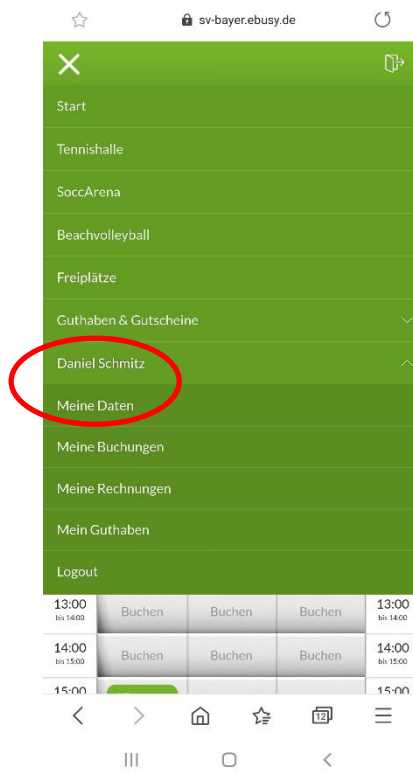 sv-bayer.ebusy.de
Start
Tennishalle
SoccArena
Beachvolleyball
Freiplätze
Guthaben & Gutscheine
Daniel Schmitz
Meine Daten
Meine Buchungen
Meine Rechnungen
Mein Guthaben
Logout
13:00 Buchen Buchen Buchen 13:00
bis 14:00 bis 14:00
14:00 Buchen Buchen Buchen 14:00
bis 15:00 bis 15:00
15:00 15:00
12